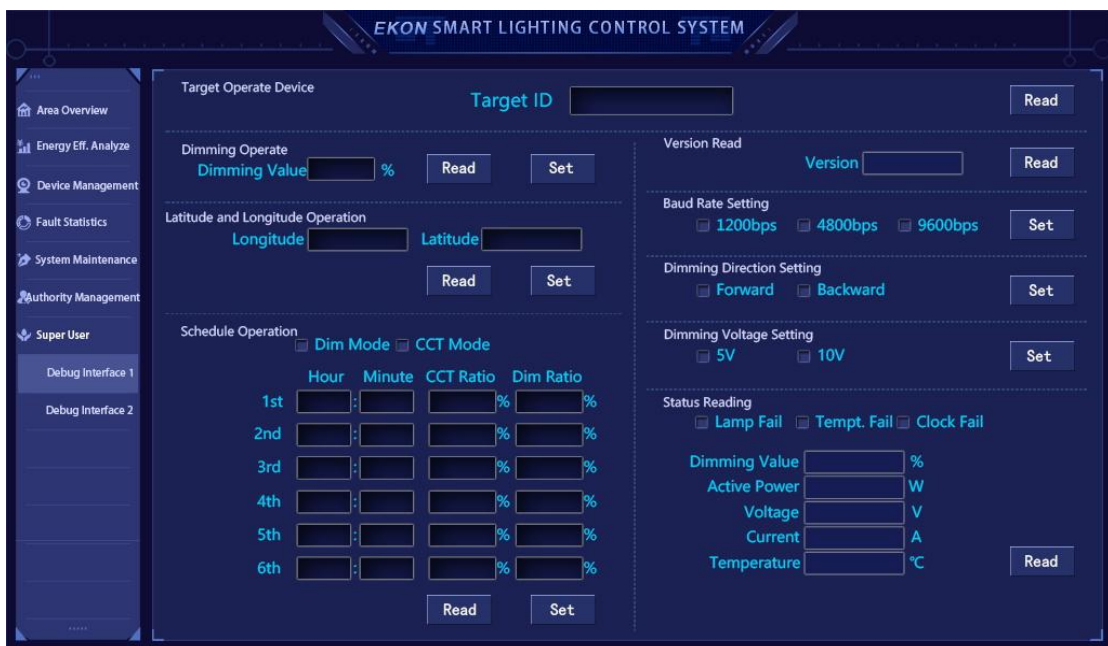 EKON SMART LIGHTING CONTROL SYSTEM
Area Overview
Energy Eff. Analyze
Device Management
Fault Statistics
System Maintenance
Authority Management
Super User
Debug Interface 1
Debug Interface 2
Target Operate Device
Target ID Read
Dimming Operate
Dimming Value % Read Set
Latitude and Longitude Operation
Longitude Latitude
Read Set
Schedule Operation
Dim Mode CCT Mode
Hour Minute CCT Ratio Dim Ratio
1st : % %
2nd : % %
3rd : % %
4th : % %
5th : % %
6th : % %
Read Set
Version Read
Version Read
Baud Rate Setting
1200bps 4800bps 9600bps Set
Dimming Direction Setting
Forward Backward Set
Dimming Voltage Setting
5V 10V Set
Status Reading
Lamp Fail Tempt. Fail Clock Fail
Dimming Value %
Active Power W
Voltage V
Current A
Temperature ℃ Read